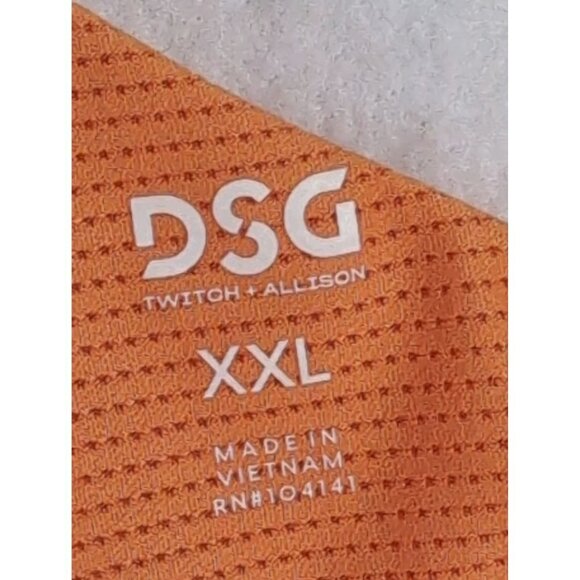 DSG
TWITCH + ALLISON
XXL
MADE IN
VIETNAM
RN#104141